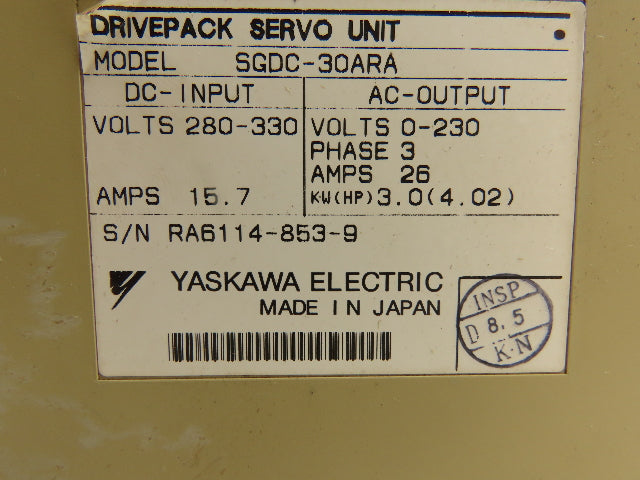 DRIVEPACK SERVO UNIT
MODEL SGDC-30ARA
DC-INPUT AC-OUTPUT
VOLTS 280-330 VOLTS 0-230
PHASE 3
AMPS 26
AMPS 15.7 KW(HP) 3.0(4.02)
S/N RA6114-853-9
YASKAWA ELECTRIC
MADE IN JAPAN
INSP
D 8.5
K·N